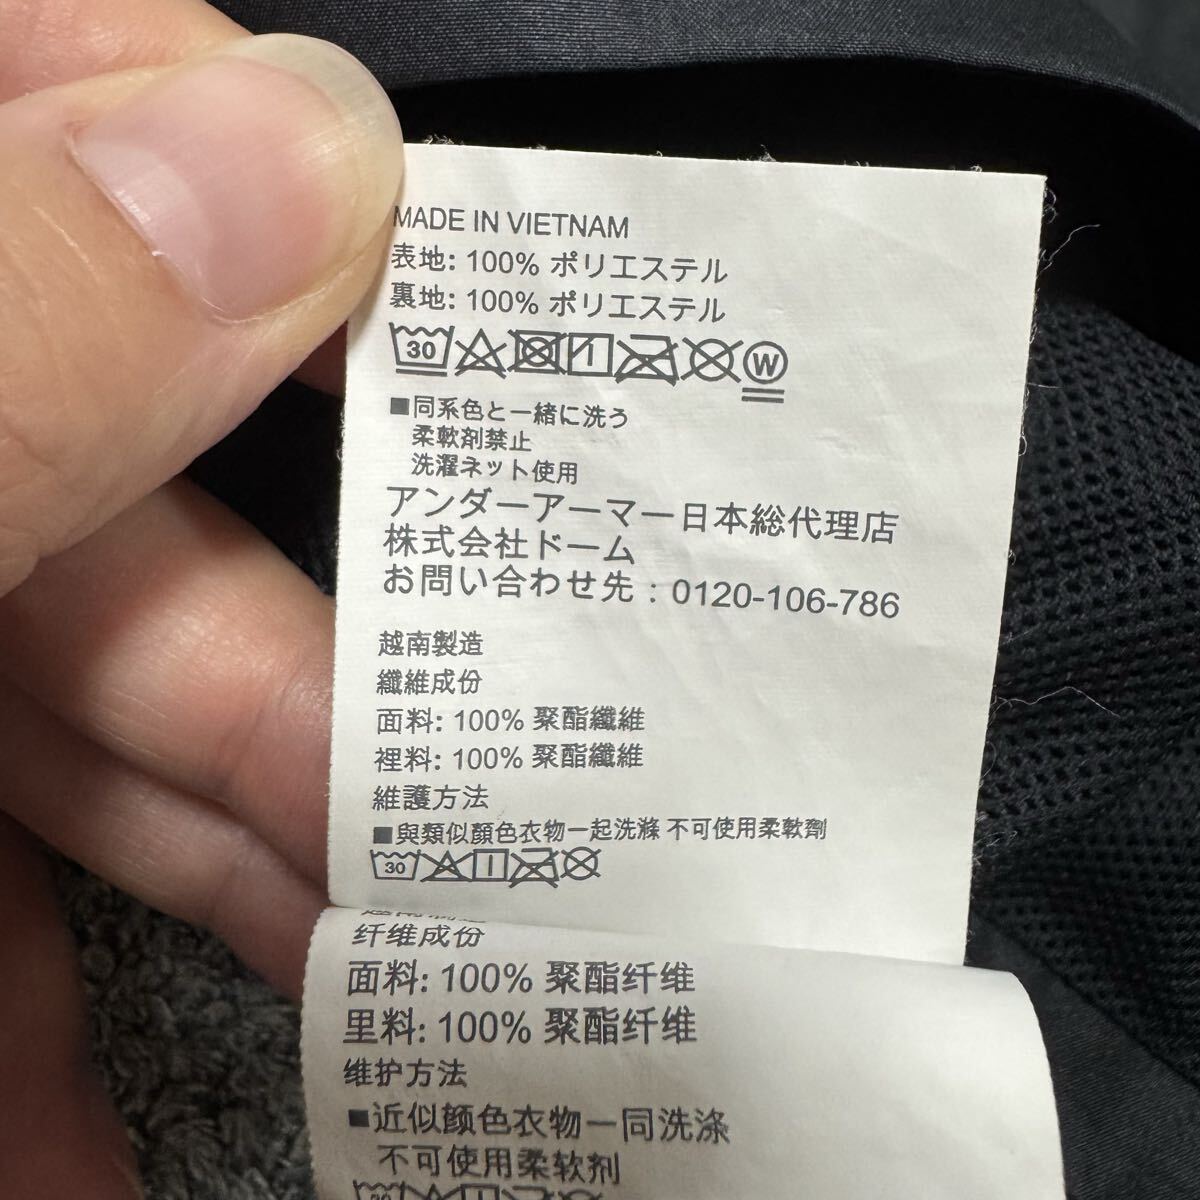 MADE IN VIETNAM
表地: 100% ポリエステル
裏地: 100% ポリエステル
30 W
■同系色と一緒に洗う
柔軟剤禁止
洗濯ネット使用
アンダーアーマー日本総代理店
株式会社ドーム
お問い合わせ先：0120-106-786
越南製造
纖維成份
面料: 100% 聚酯纖維
裡料: 100% 聚酯纖維
維護方法
■與類似顏色衣物一起洗滌 不可使用柔軟劑
30
纤维成份
面料: 100% 聚酯纤维
里料: 100% 聚酯纤维
维护方法
■近似颜色衣物一同洗涤
不可使用柔软剂